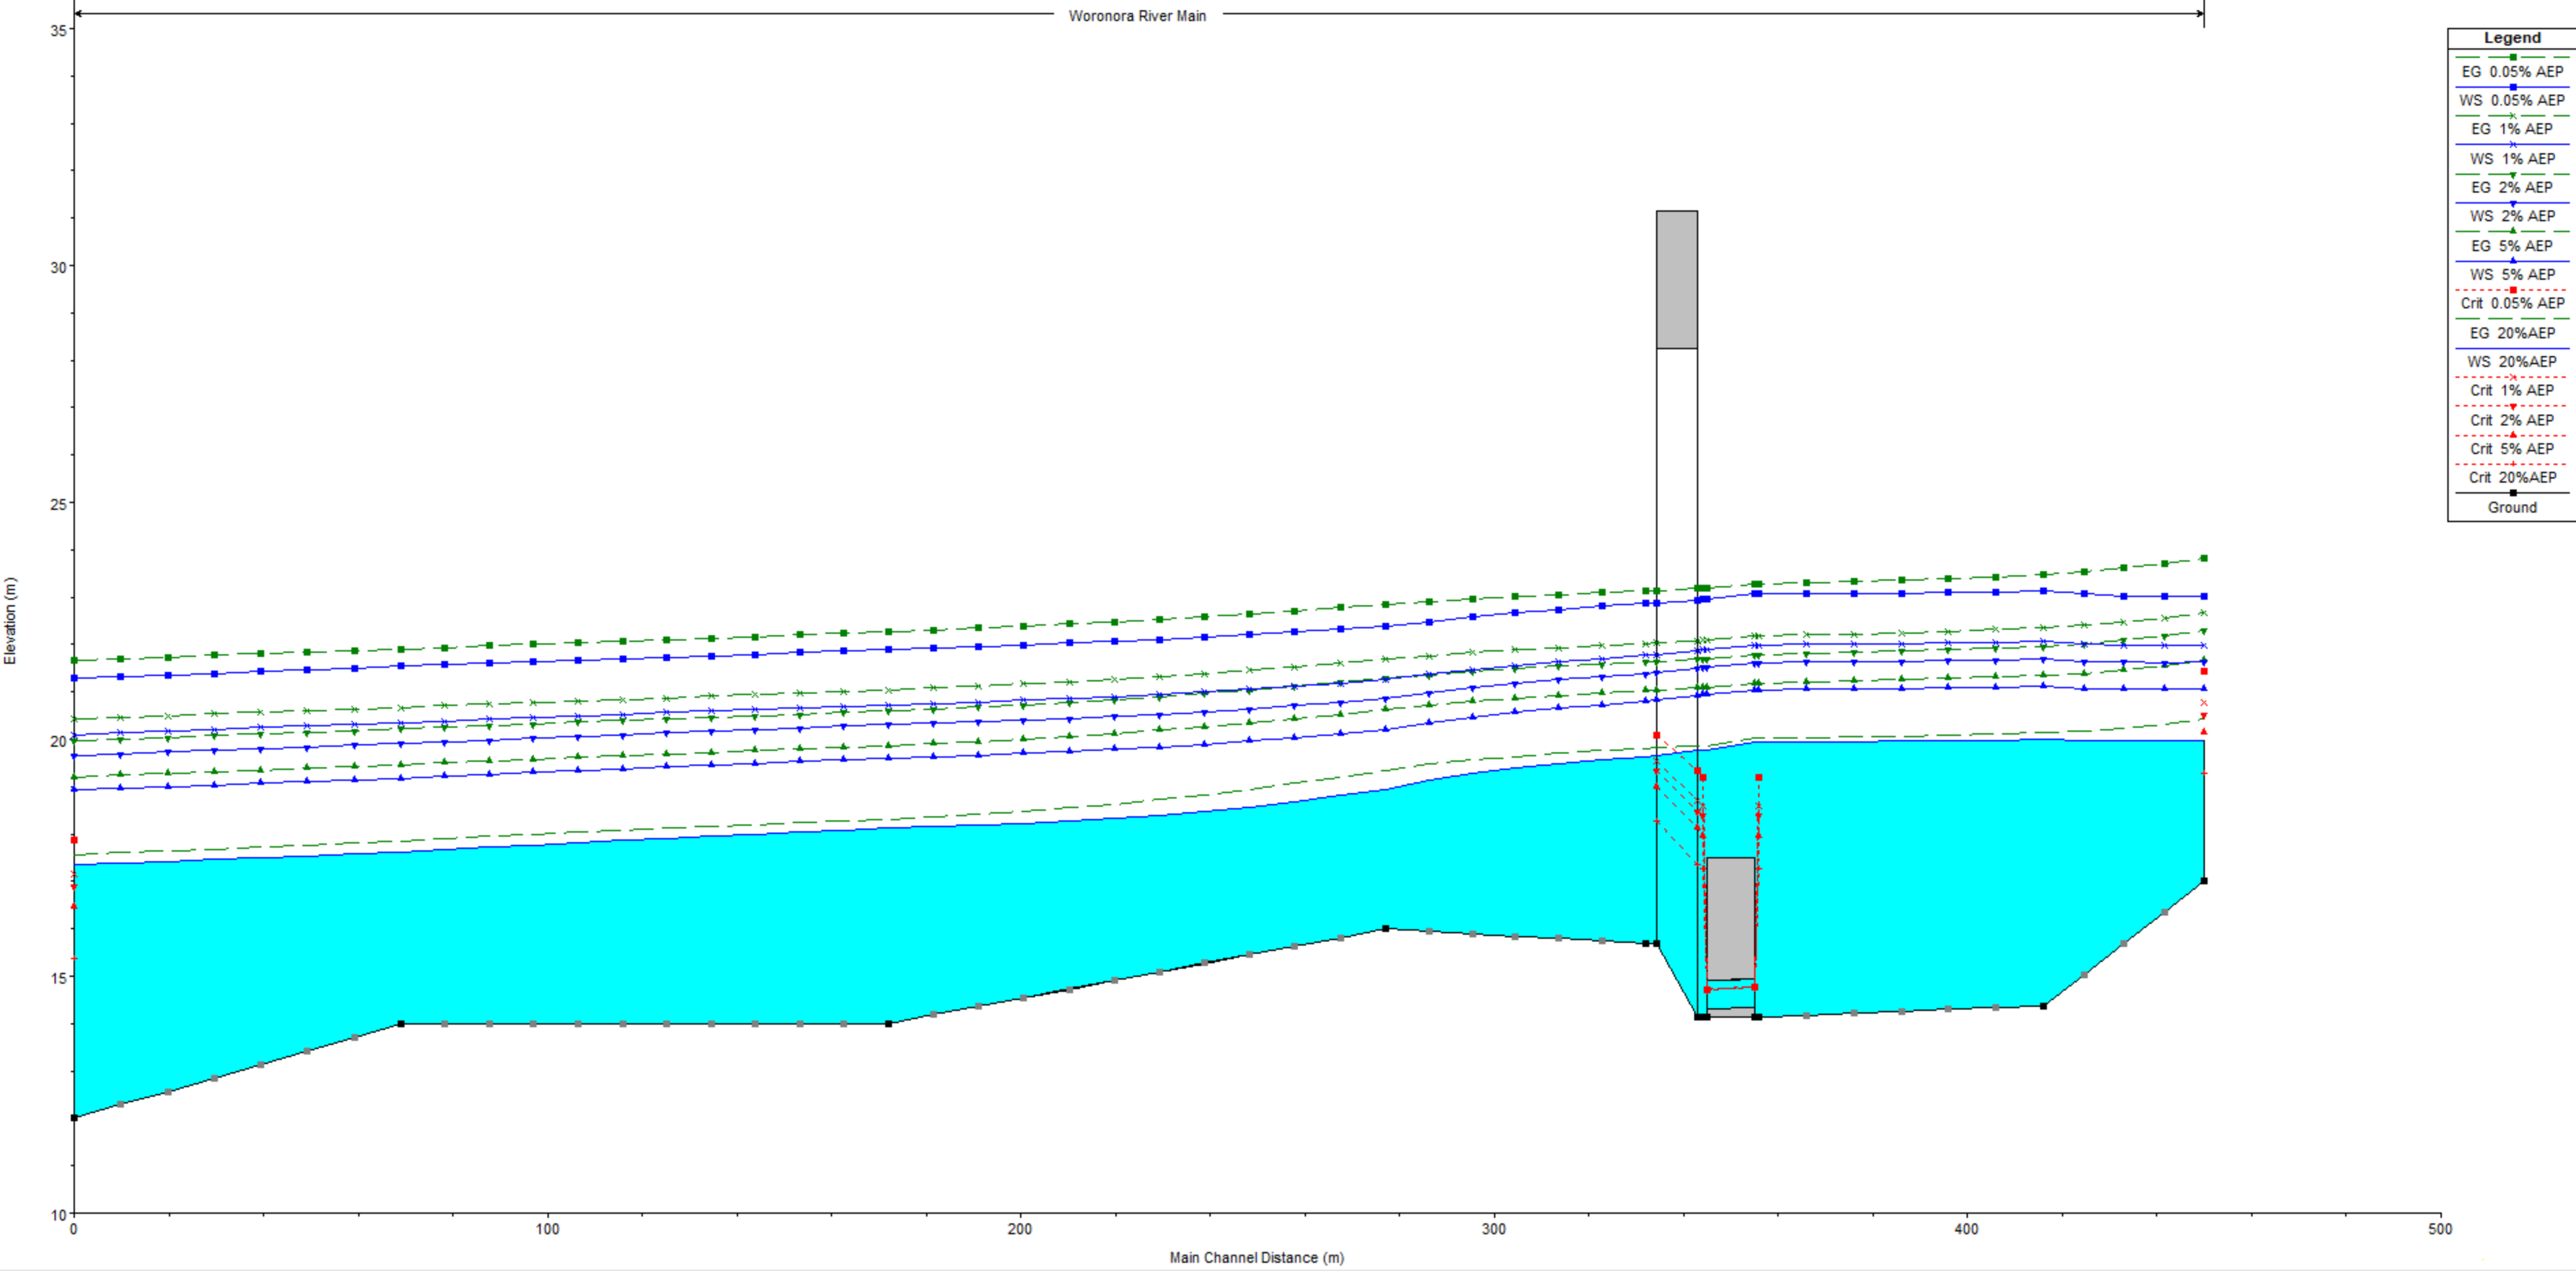 Woronora River Main
35
30
25
20
15
10
Elevation (m)
0
100
200
300
400
500
Main Channel Distance (m)
Legend
EG  0.05% AEP
WS  0.05% AEP
EG  1% AEP
WS  1% AEP
EG  2% AEP
WS  2% AEP
EG  5% AEP
WS  5% AEP
Crit  0.05% AEP
EG  20%AEP
WS  20%AEP
Crit  1% AEP
Crit  2% AEP
Crit  5% AEP
Crit  20%AEP
Ground